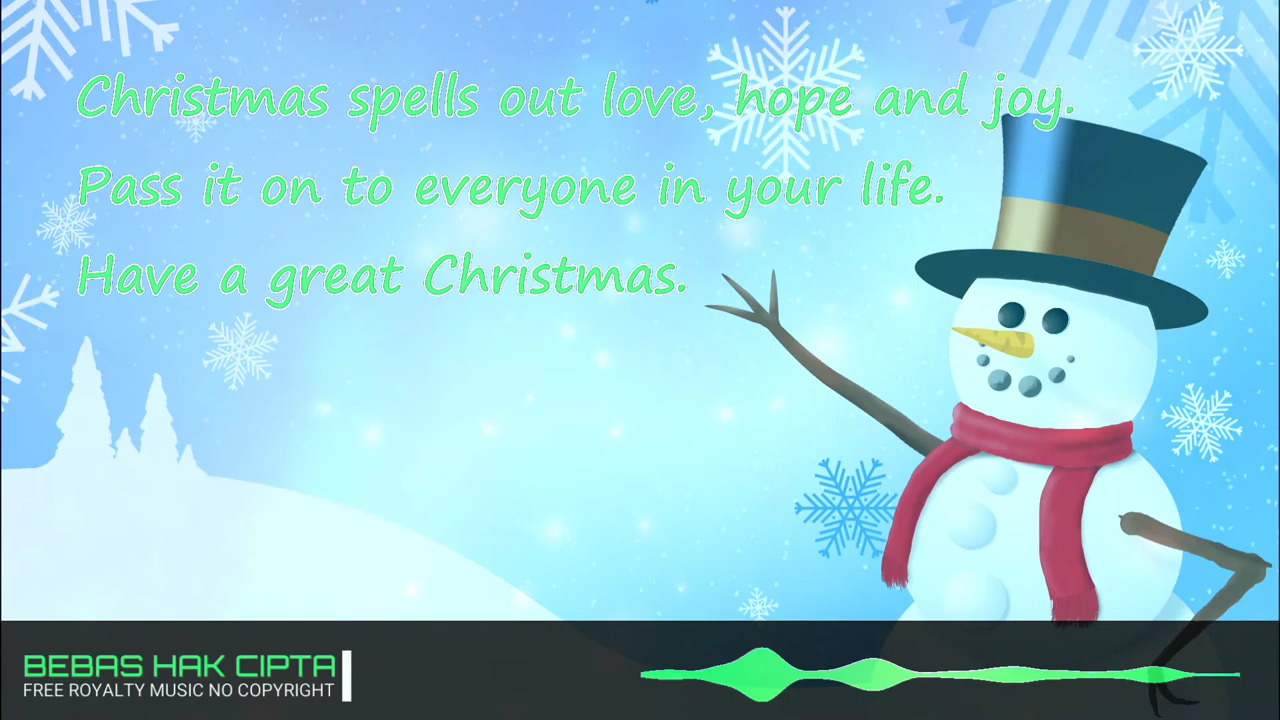 Christmas spells out love, hope and joy.
Pass it on to everyone in your life.
Have a great Christmas.
BEBAS HAK CIPTA
FREE ROYALTY MUSIC NO COPYRIGHT